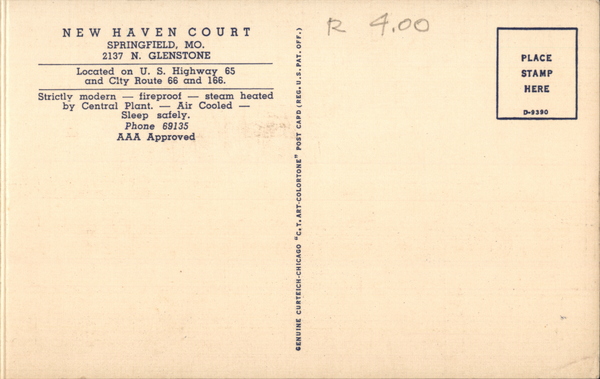 NEW HAVEN COURT
SPRINGFIELD, MO.
2137 N. GLENSTONE
Located on U. S. Highway 65
and City Route 66 and 166.
Strictly modern — fireproof — steam heated
by Central Plant. — Air Cooled —
Sleep safely.
Phone 69135
AAA Approved
GENUINE CURTEICH-CHICAGO "C.T. ART-COLORTONE" POST CARD (REG. U.S. PAT. OFF.)
R 4.00
PLACE
STAMP
HERE
D-9390